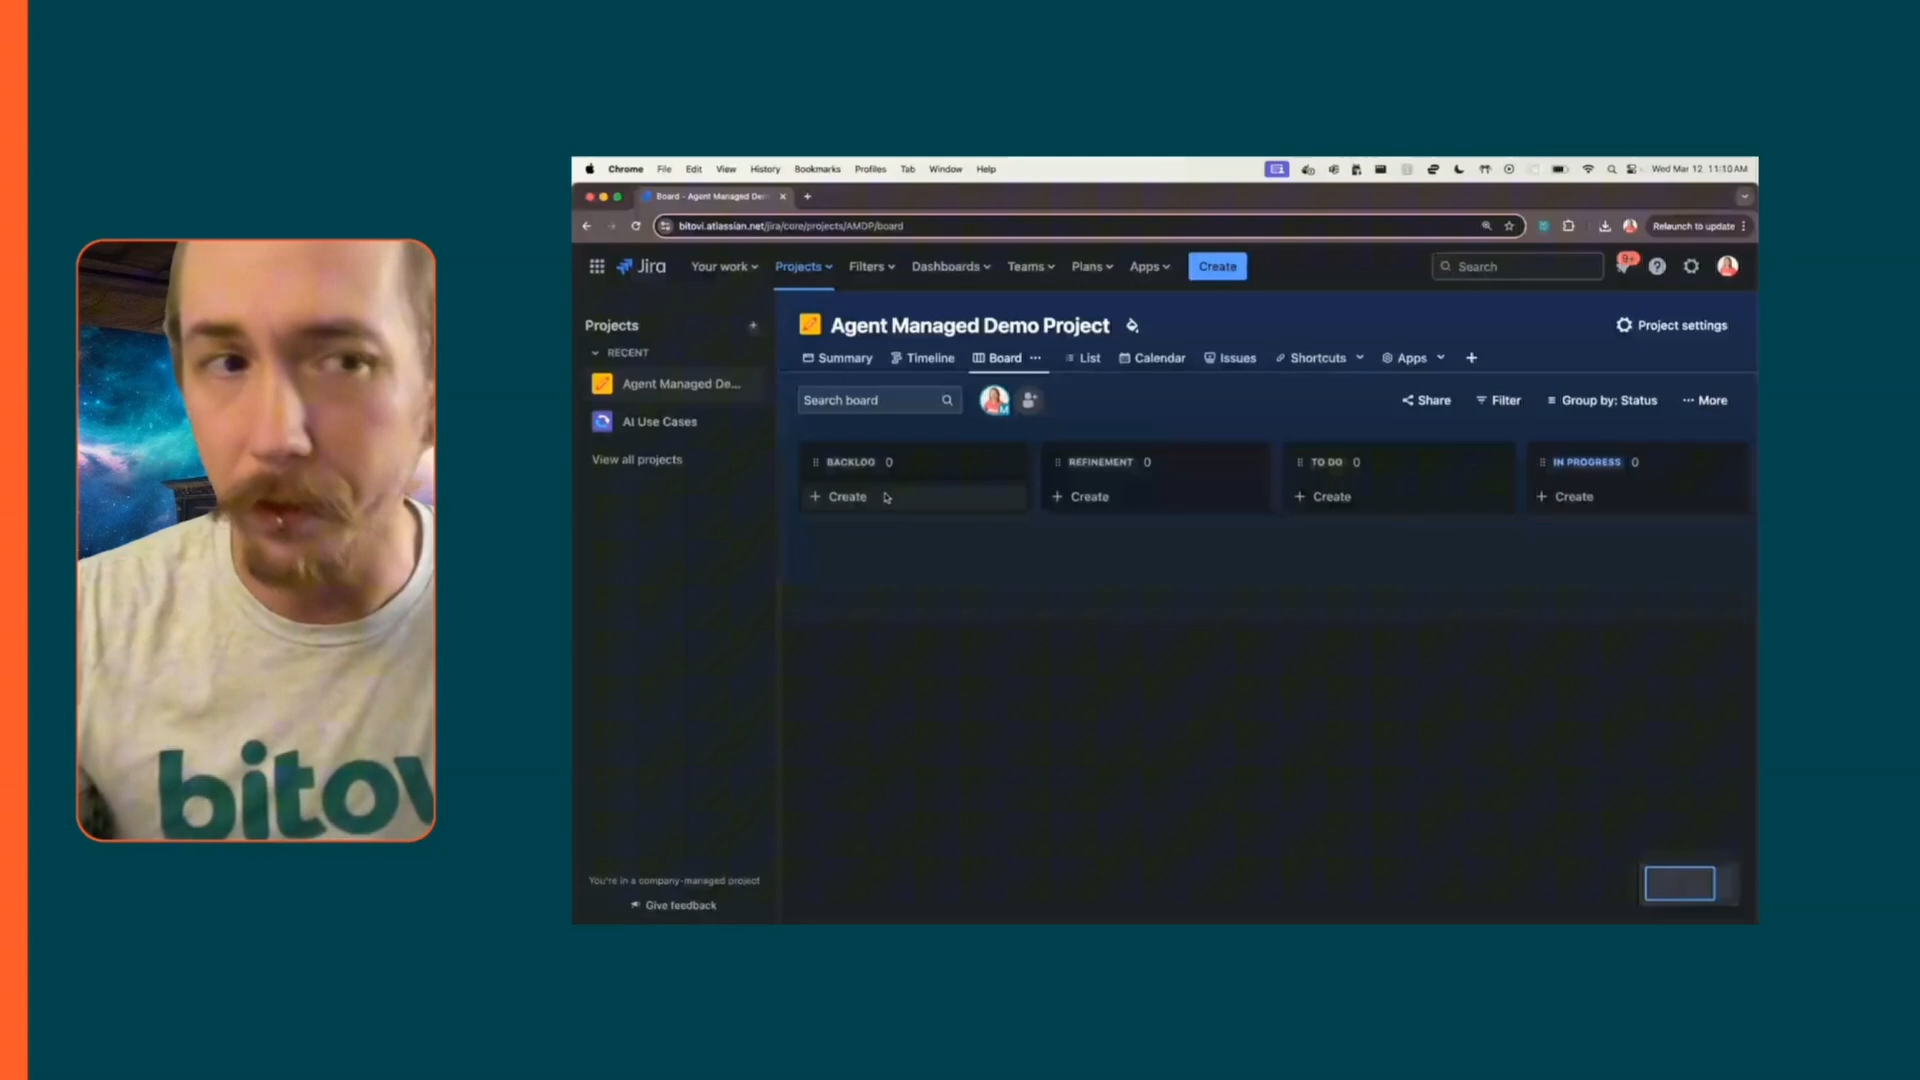 Chrome File Edit View History Bookmarks Profiles Tab Window Help Wed Mar 12 11:10 AM
Board - Agent Managed Dem
bitovi.atlassian.net/jira/core/projects/AMDP/board Relaunch to update
Jira Your work Projects Filters Dashboards Teams Plans Apps Create Search 9+
Projects
RECENT
Agent Managed De...
AI Use Cases
View all projects
You're in a company-managed project
Give feedback
Agent Managed Demo Project Project settings
Summary Timeline Board List Calendar Issues Shortcuts Apps
Search board Share Filter Group by: Status More
BACKLOG 0 REFINEMENT 0 TO DO 0 IN PROGRESS 0
+ Create + Create + Create + Create
bitov